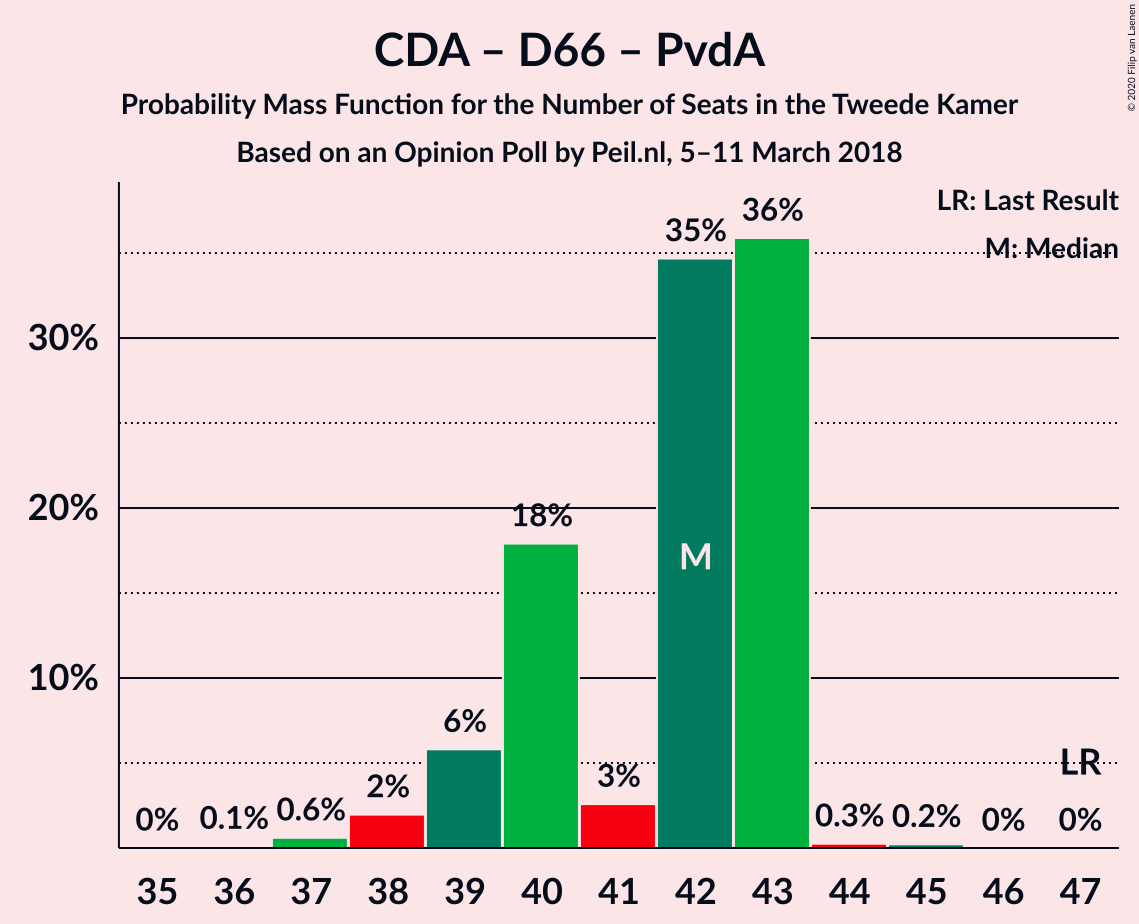 CDA – D66 – PvdA
Probability Mass Function for the Number of Seats in the Tweede Kamer
Based on an Opinion Poll by Peil.nl, 5–11 March 2018
© 2020 Filip van Laenen
LR: Last Result
M: Median
30%
20%
10%
0%
0.1%
0.6%
2%
6%
18%
3%
35%
36%
0.3%
0.2%
0%
0%
M
LR
35 36 37 38 39 40 41 42 43 44 45 46 47